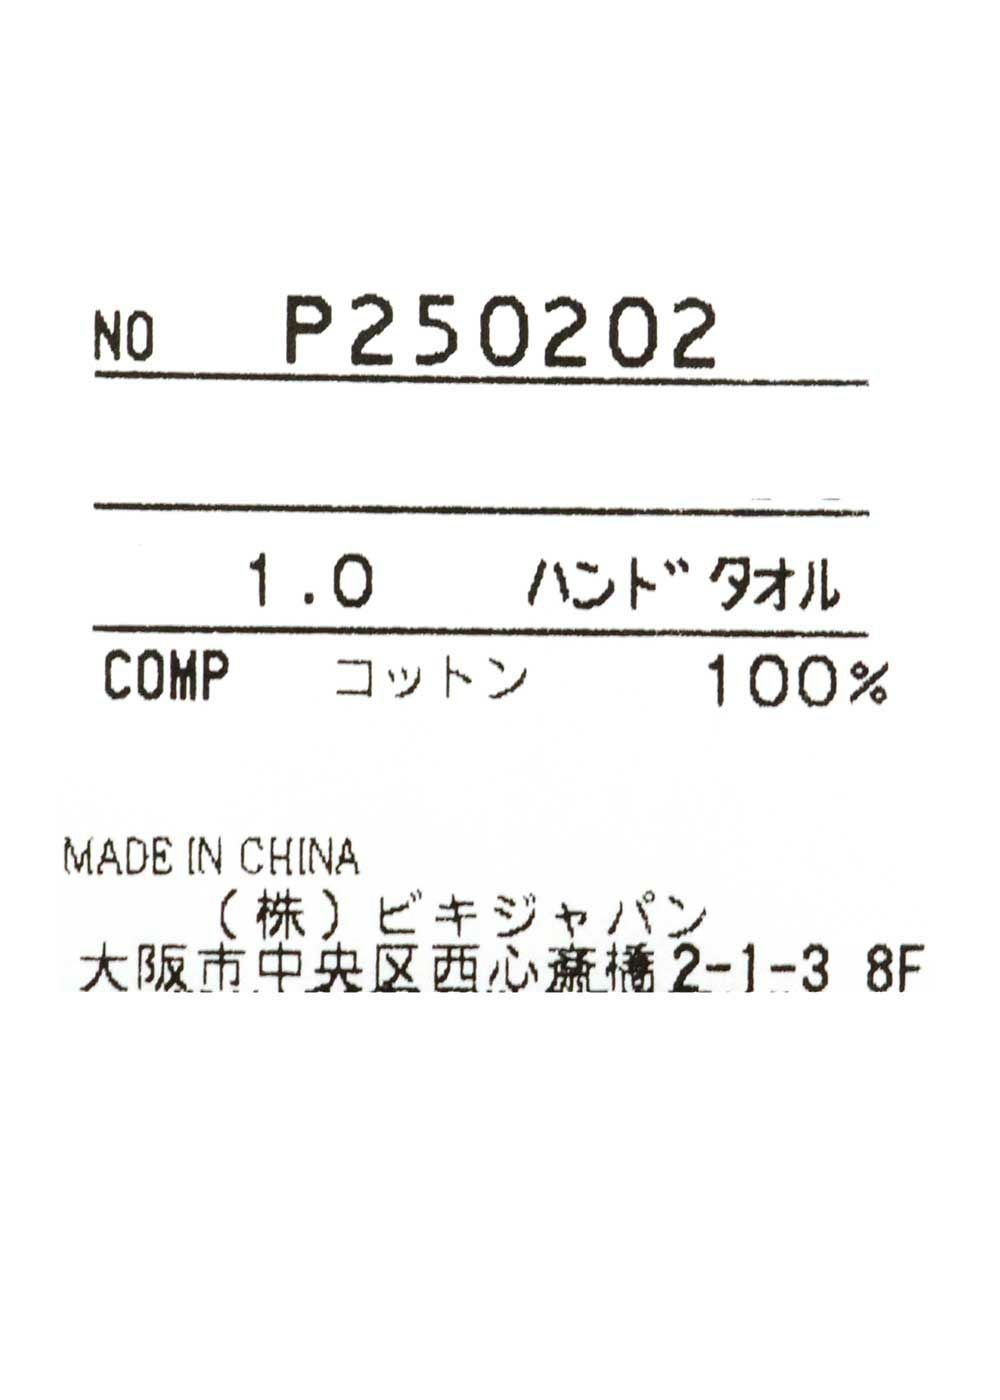 NO P250202
1.0 ハンドタオル
COMP コットン 100%
MADE IN CHINA
(株)ビキジャパン
大阪市中央区西心斎橋2-1-3 8F